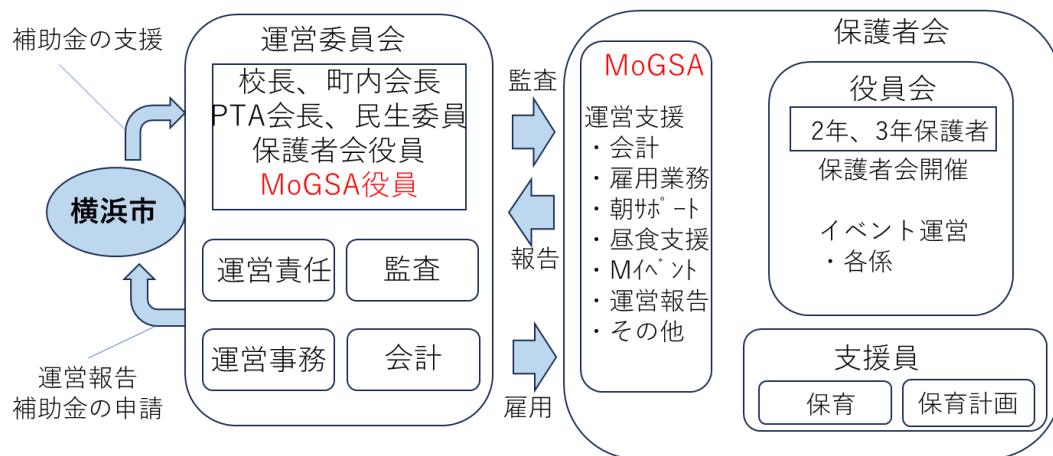 補助金の支援
横浜市
運営報告
補助金の申請
運営委員会
校長、町内会長
PTA会長、民生委員
保護者会役員
MoGSA役員
運営責任
監査
運営事務
会計
監査
報告
雇用
保護者会
MoGSA
運営支援
・会計
・雇用業務
・朝ｻﾎﾟｰﾄ
・昼食支援
・Mｲﾍﾞﾝﾄ
・運営報告
・その他
役員会
2年、3年保護者
保護者会開催
イベント運営
・各係
支援員
保育
保育計画